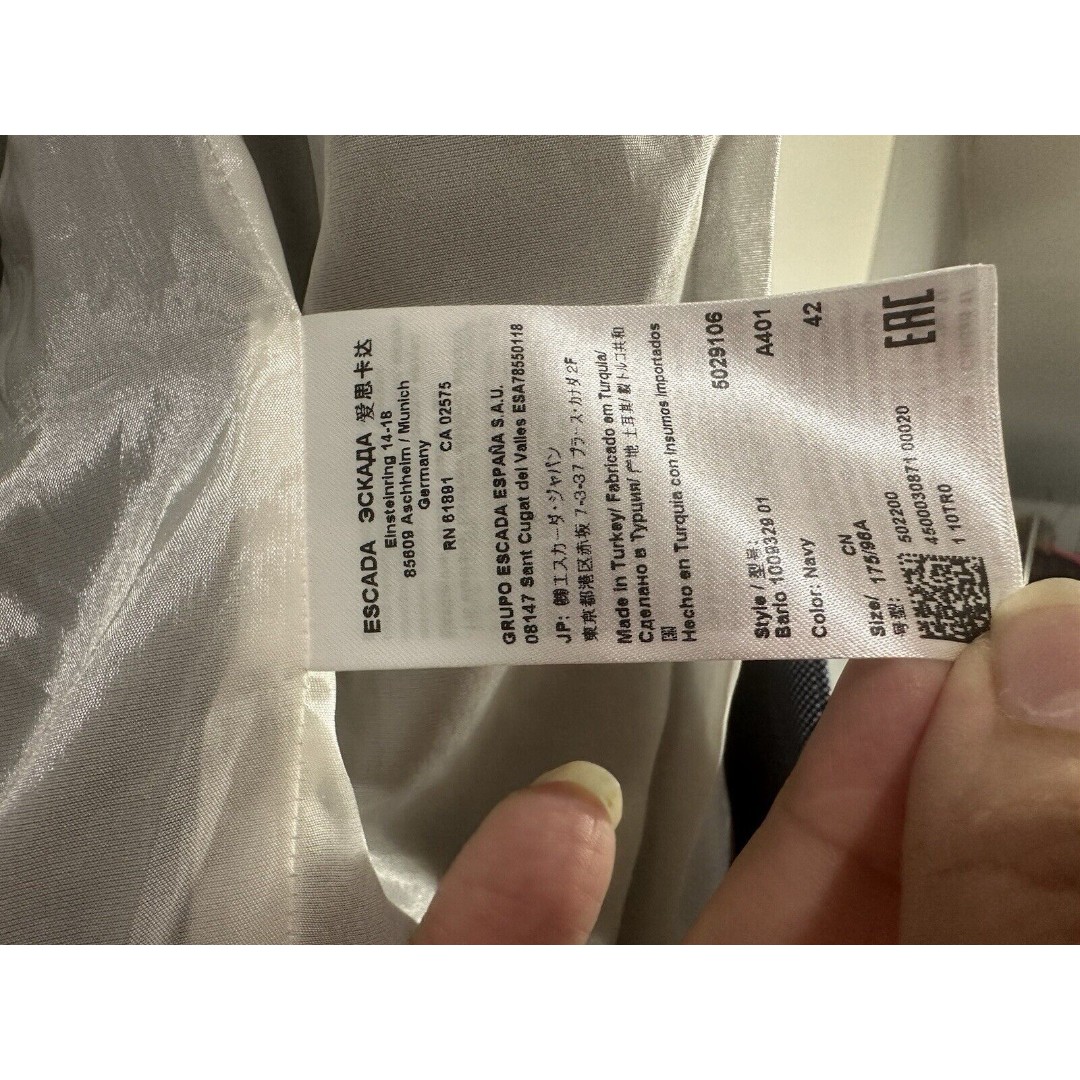 ESCADA ЭСКАДА 爱思卡达
Einsteinring 14-18
85609 Aschheim / Munich
Germany
RN 61891 CA 02575
GRUPO ESCADA ESPAÑA S.A.U.
08147 Sant Cugat del Valles ESA78550118
JP: ㈱エスカーダ・ジャパン
東京都港区赤坂 7-3-37 プラース・カナダ 2F
Made in Turkey/ Fabricado em Turquia/
Сделано в Турция/ 产地 土耳其/ 製トルコ共和
国
Hecho en Turquia con Insumos Importados
5029106
Style / 型号: A401
Bario 1009329 01
Color: Navy 42
CN
Size/ 175/96A
号型:
502200
4500030871 00020
1 10TR0
EAC